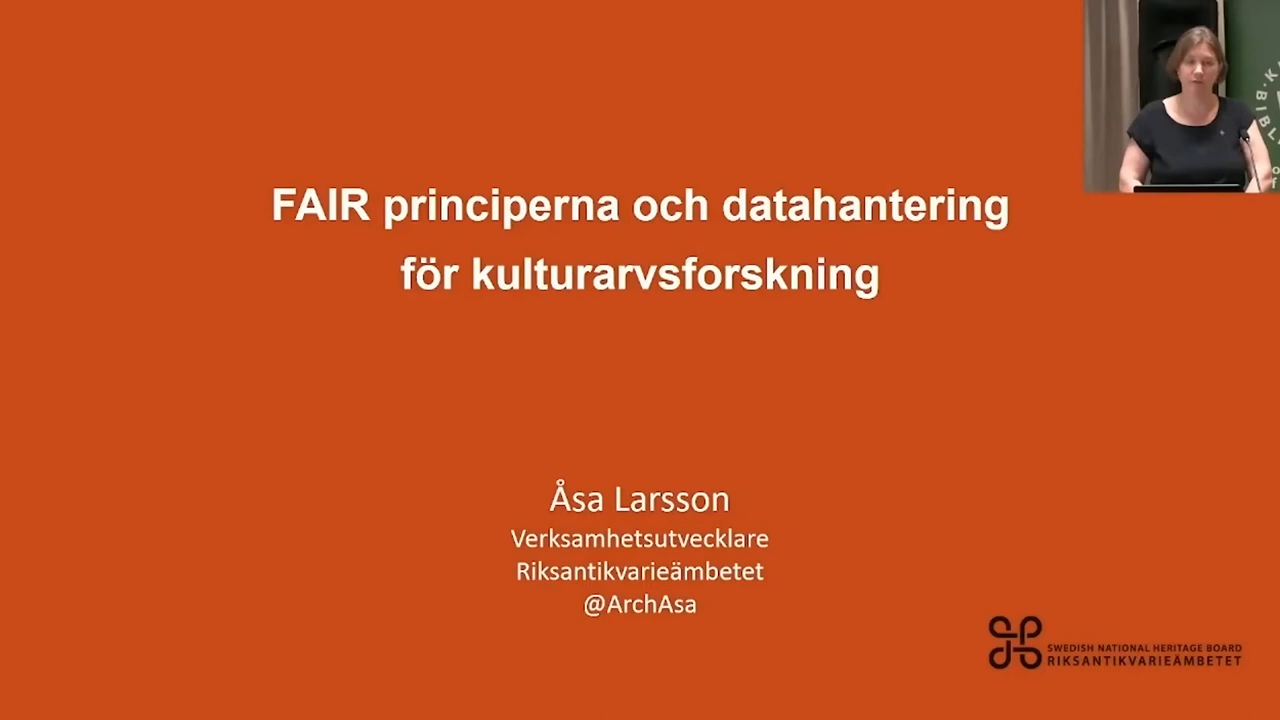 FAIR principerna och datahantering
för kulturarvsforskning
Åsa Larsson
Verksamhetsutvecklare
Riksantikvarieämbetet
@ArchAsa
SWEDISH NATIONAL HERITAGE BOARD
RIKSANTIKVARIEÄMBETET